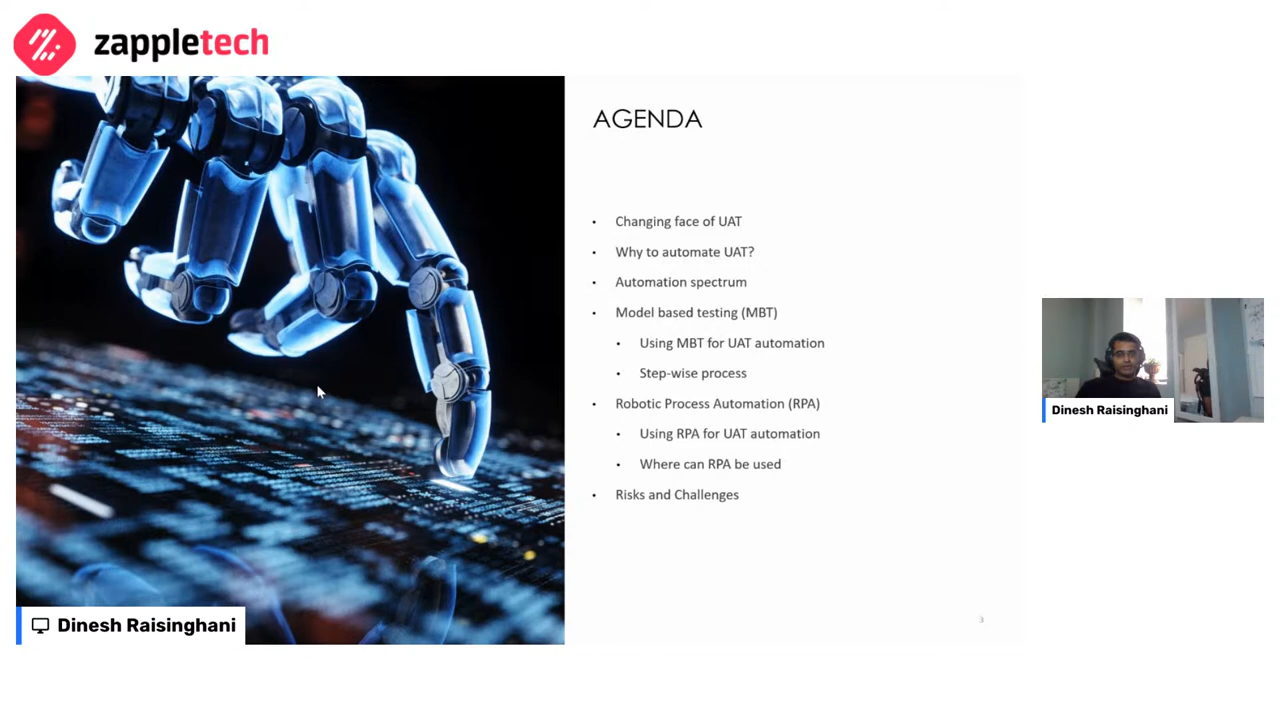 zappletech
AGENDA
• Changing face of UAT
• Why to automate UAT?
• Automation spectrum
• Model based testing (MBT)
• Using MBT for UAT automation
• Step-wise process
• Robotic Process Automation (RPA)
• Using RPA for UAT automation
• Where can RPA be used
• Risks and Challenges
3
Dinesh Raisinghani
Dinesh Raisinghani